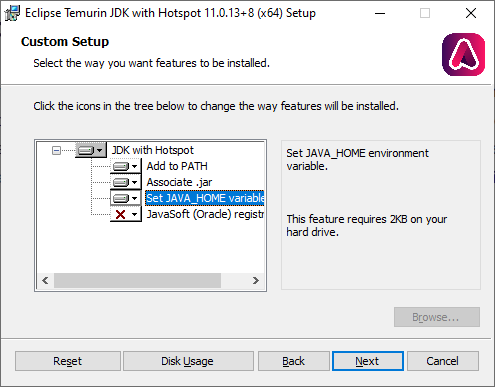 Eclipse Temurin JDK with Hotspot 11.0.13+8 (x64) Setup
Custom Setup
Select the way you want features to be installed.
Click the icons in the tree below to change the way features will be installed.
JDK with Hotspot
Add to PATH
Associate .jar
Set JAVA_HOME variable
JavaSoft (Oracle) registr
Set JAVA_HOME environment
variable.
This feature requires 2KB on your
hard drive.
Browse...
Reset
Disk Usage
Back
Next
Cancel